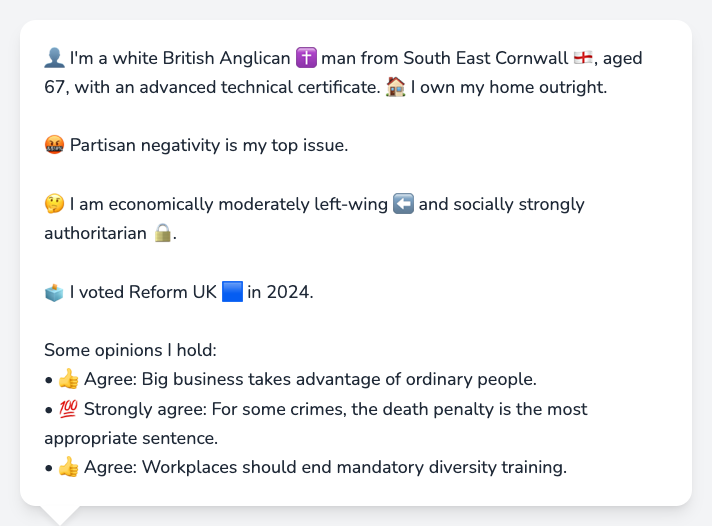 👤 I'm a white British Anglican ✝️ man from South East Cornwall 🏴󠁧󠁢󠁥󠁮󠁧󠁿, aged
67, with an advanced technical certificate. 🏠 I own my home outright.
🤬 Partisan negativity is my top issue.
🤔 I am economically moderately left-wing ⬅️ and socially strongly
authoritarian 🔒.
🗳️ I voted Reform UK 🟦 in 2024.
Some opinions I hold:
• 👍 Agree: Big business takes advantage of ordinary people.
• 💯 Strongly agree: For some crimes, the death penalty is the most
appropriate sentence.
• 👍 Agree: Workplaces should end mandatory diversity training.